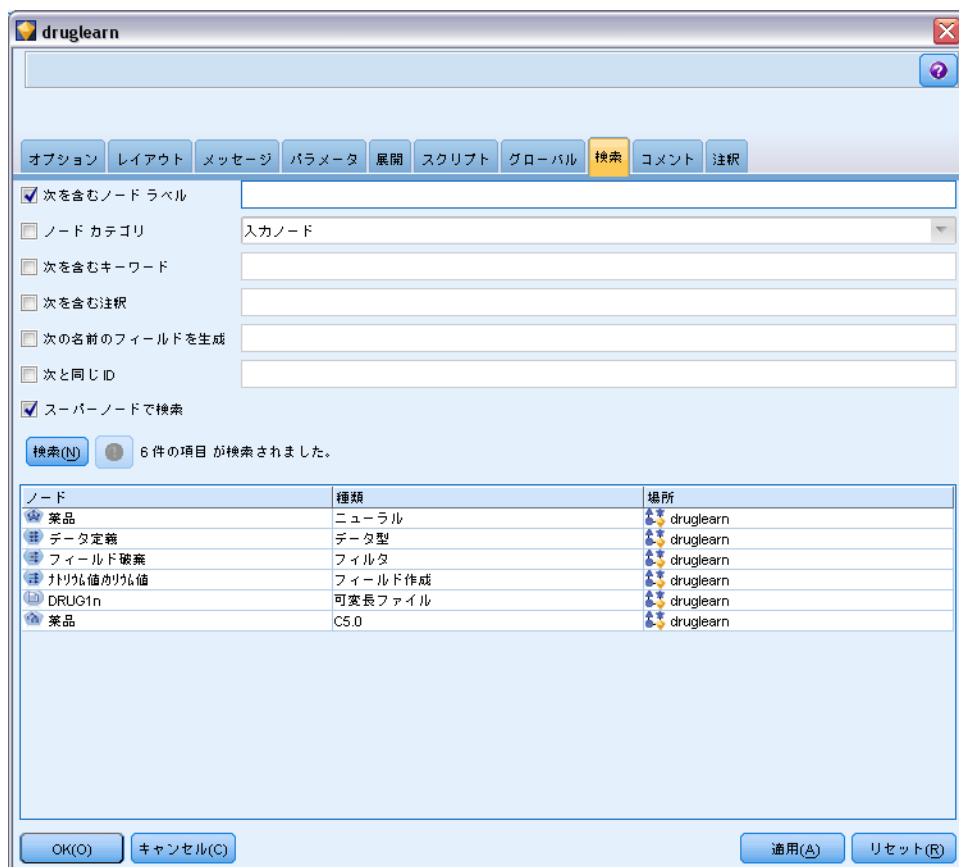 druglearn
オプション レイアウト メッセージ パラメータ 展開 スクリプト グローバル 検索 コメント 注釈
次を含むノード ラベル
ノード カテゴリ 入力ノード
次を含むキーワード
次を含む注釈
次の名前のフィールドを生成
次と同じ ID
スーパーノードで検索
検索(N) 6 件の項目 が検索されました。
ノード 種類 場所
薬品 ニューラル druglearn
データ定義 データ型 druglearn
フィールド破棄 フィルタ druglearn
ナトリウム値カリウム値 フィールド作成 druglearn
DRUG1n 可変長ファイル druglearn
薬品 C5.0 druglearn
OK(O) キャンセル(C) 適用(A) リセット(R)